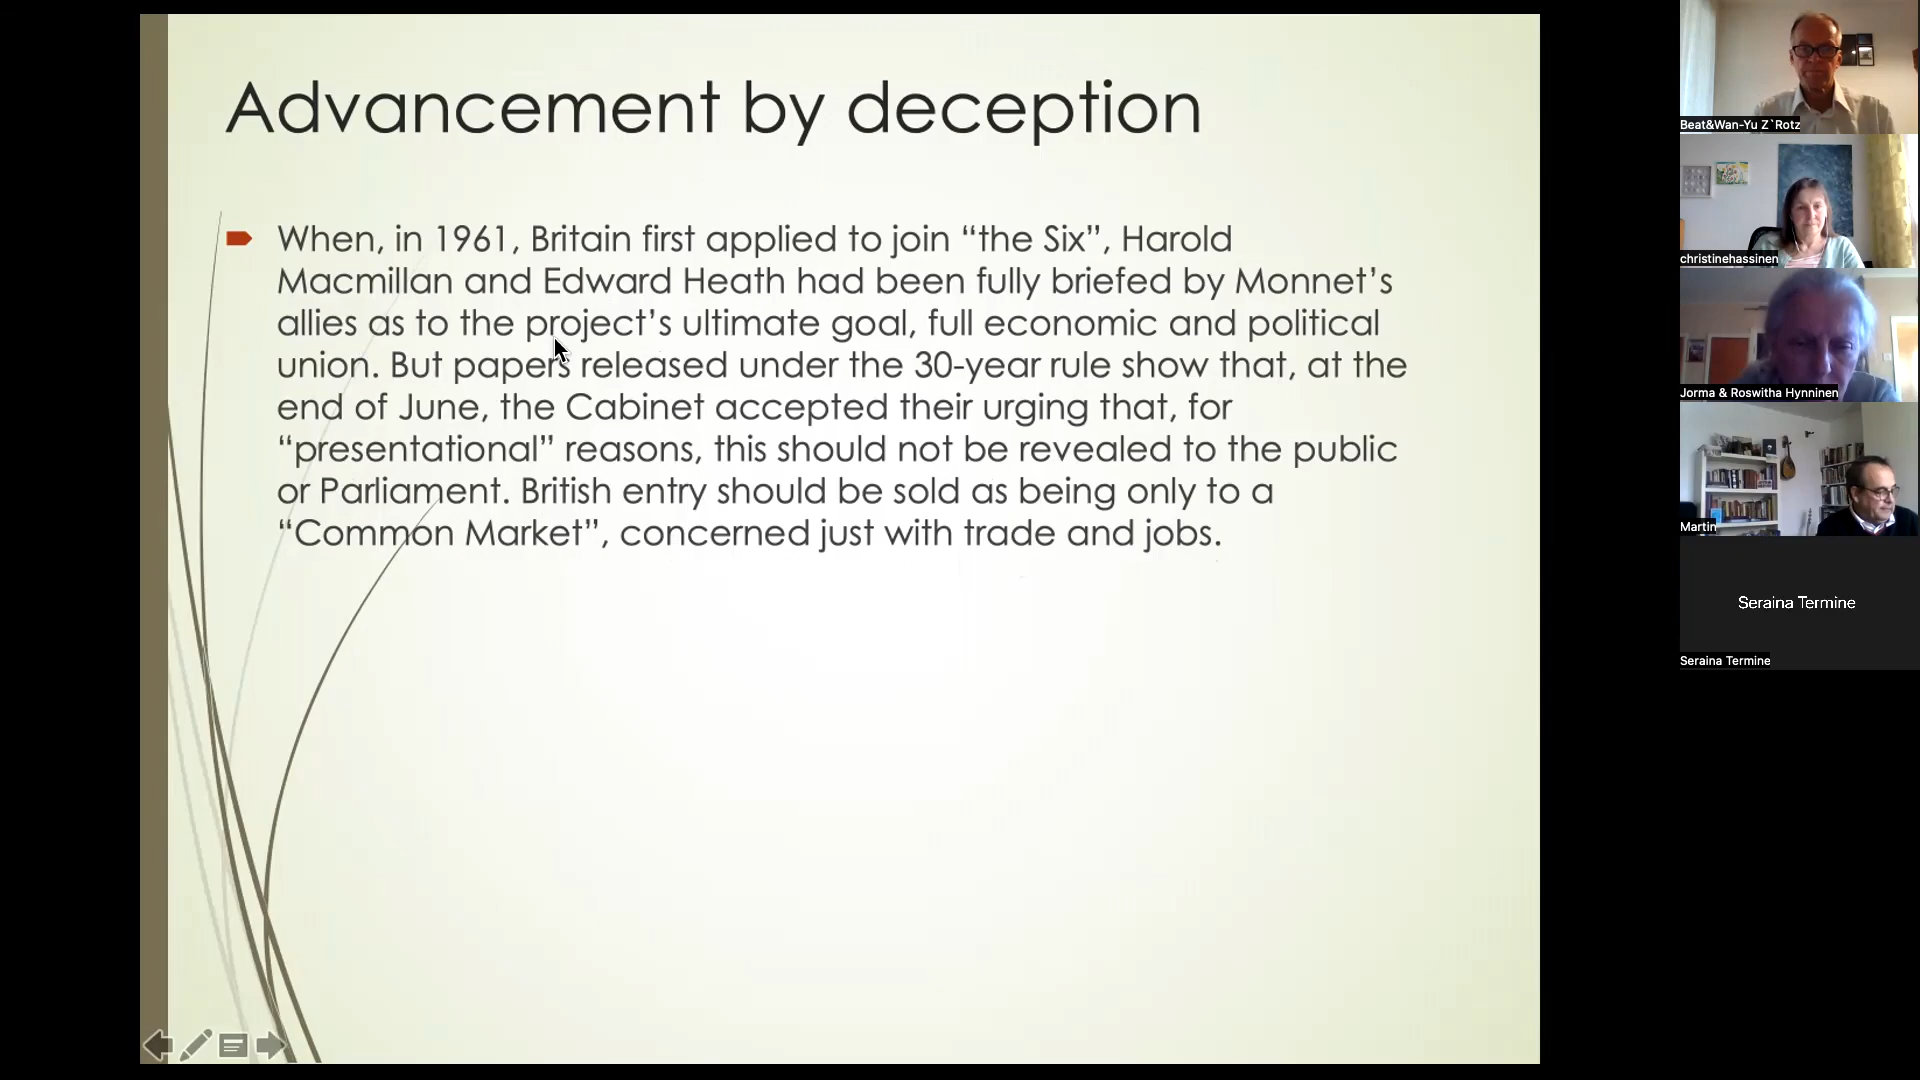 Advancement by deception
When, in 1961, Britain first applied to join “the Six”, Harold
Macmillan and Edward Heath had been fully briefed by Monnet’s
allies as to the project’s ultimate goal, full economic and political
union. But papers released under the 30-year rule show that, at the
end of June, the Cabinet accepted their urging that, for
“presentational” reasons, this should not be revealed to the public
or Parliament. British entry should be sold as being only to a
“Common Market”, concerned just with trade and jobs.
Beat&Wan-Yu Z`Rotz
christinehassinen
Jorma & Roswitha Hynninen
Martin
Seraina Termine
Seraina Termine